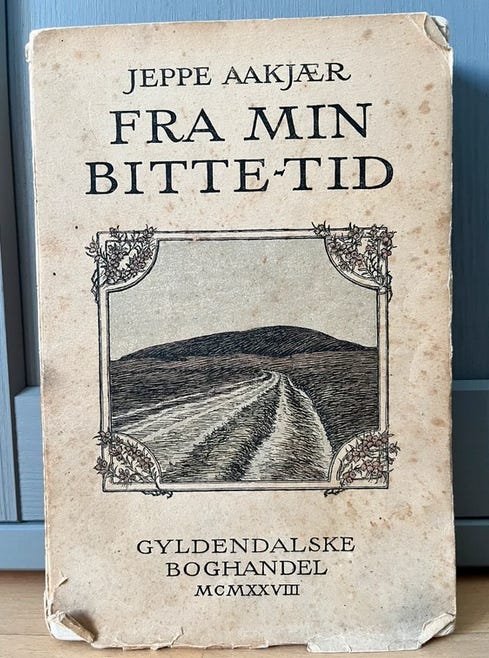 JEPPE AAKJÆR
FRA MIN
BITTE-TID
GYLDENDALSKE
BOGHANDEL
MCMXXVIII